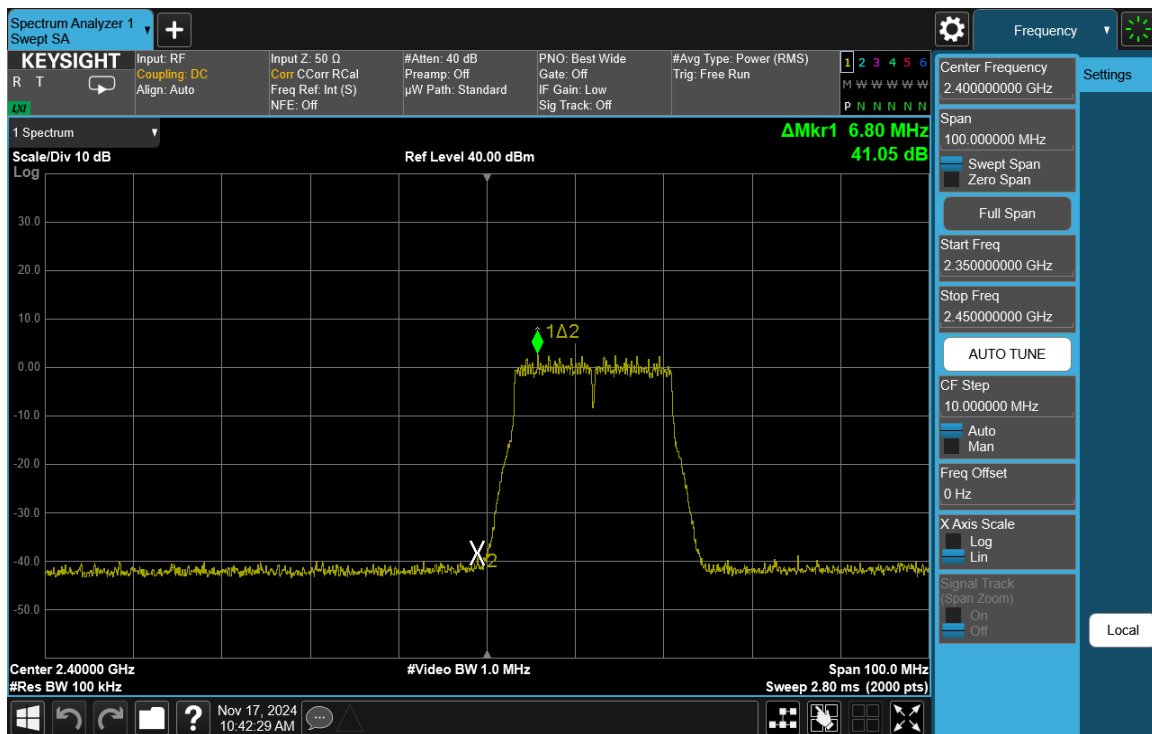 Spectrum Analyzer 1
Swept SA
+
Frequency
KEYSIGHT
R T
LXI
Input: RF
Coupling: DC
Align: Auto
Input Z: 50 Ω
Corr CCorr RCal
Freq Ref: Int (S)
NFE: Off
#Atten: 40 dB
Preamp: Off
µW Path: Standard
PNO: Best Wide
Gate: Off
IF Gain: Low
Sig Track: Off
#Avg Type: Power (RMS)
Trig: Free Run
1 2 3 4 5 6
M W W W W W
P N N N N N
1 Spectrum
Scale/Div 10 dB
Log
Ref Level 40.00 dBm
ΔMkr1 6.80 MHz
41.05 dB
30.0
20.0
10.0
0.00
-10.0
-20.0
-30.0
-40.0
-50.0
1Δ2
X2
Center 2.40000 GHz
#Res BW 100 kHz
#Video BW 1.0 MHz
Span 100.0 MHz
Sweep 2.80 ms (2000 pts)
Center Frequency
2.400000000 GHz
Settings
Span
100.000000 MHz
Swept Span
Zero Span
Full Span
Start Freq
2.350000000 GHz
Stop Freq
2.450000000 GHz
AUTO TUNE
CF Step
10.000000 MHz
Auto
Man
Freq Offset
0 Hz
X Axis Scale
Log
Lin
Signal Track
(Span Zoom)
On
Off
Local
?
Nov 17, 2024
10:42:29 AM